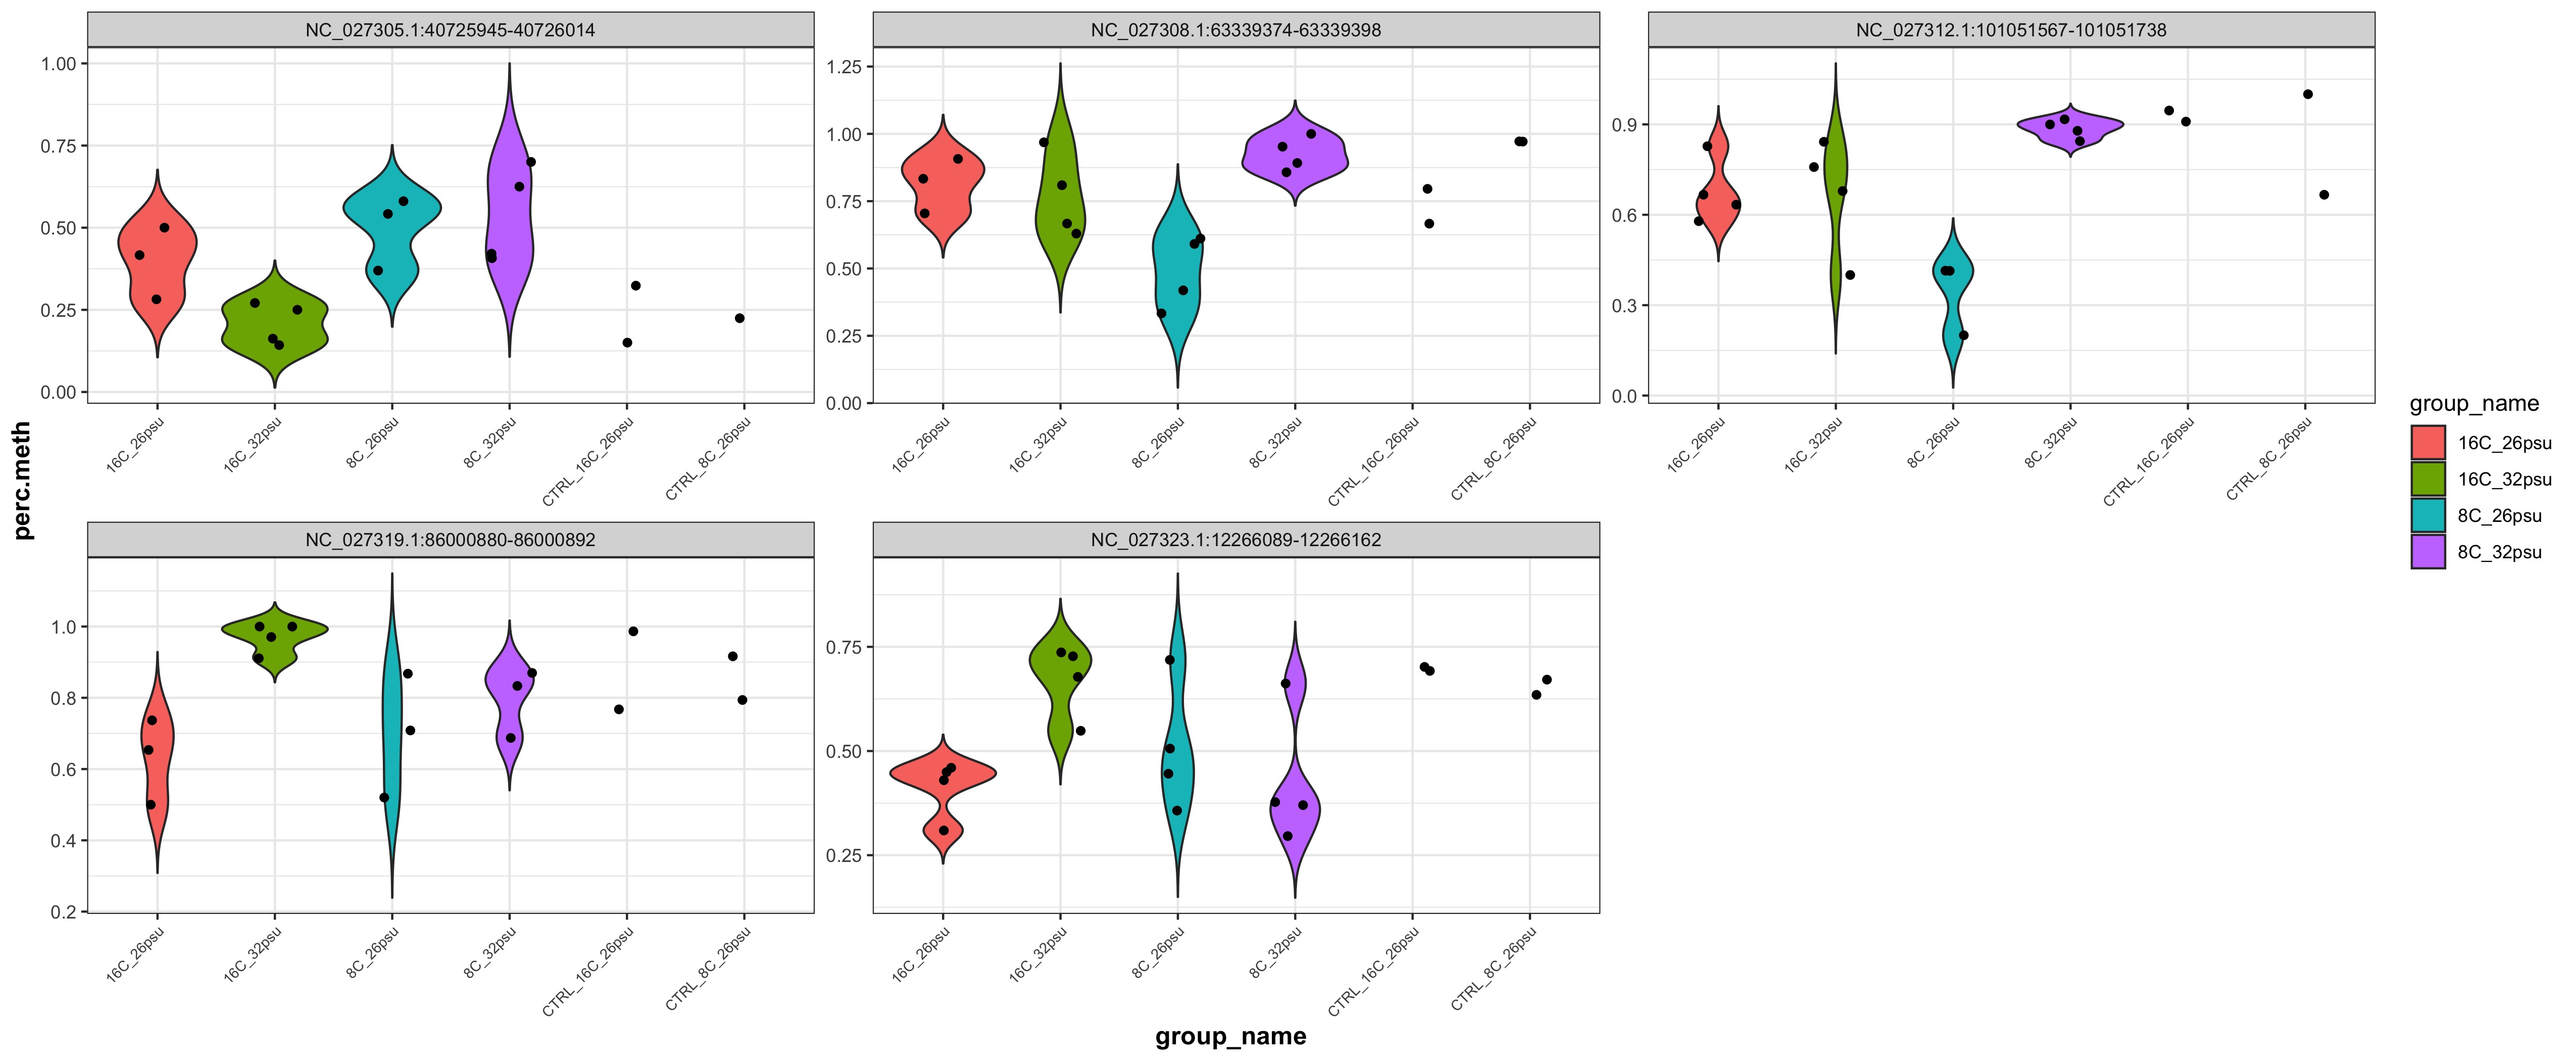 NC_027305.1:40725945-40726014
NC_027308.1:63339374-63339398
NC_027312.1:101051567-101051738
1.00
0.75
0.50
0.25
0.00
1.25
1.00
0.75
0.50
0.25
0.00
0.9
0.6
0.3
0.0
16C_26psu
16C_32psu
8C_26psu
8C_32psu
CTRL_16C_26psu
CTRL_8C_26psu
16C_26psu
16C_32psu
8C_26psu
8C_32psu
CTRL_16C_26psu
CTRL_8C_26psu
16C_26psu
16C_32psu
8C_26psu
8C_32psu
CTRL_16C_26psu
CTRL_8C_26psu
perc.meth
group_name
16C_26psu
16C_32psu
8C_26psu
8C_32psu
NC_027319.1:86000880-86000892
NC_027323.1:12266089-12266162
1.0
0.8
0.6
0.4
0.2
0.75
0.50
0.25
16C_26psu
16C_32psu
8C_26psu
8C_32psu
CTRL_16C_26psu
CTRL_8C_26psu
16C_26psu
16C_32psu
8C_26psu
8C_32psu
CTRL_16C_26psu
CTRL_8C_26psu
group_name